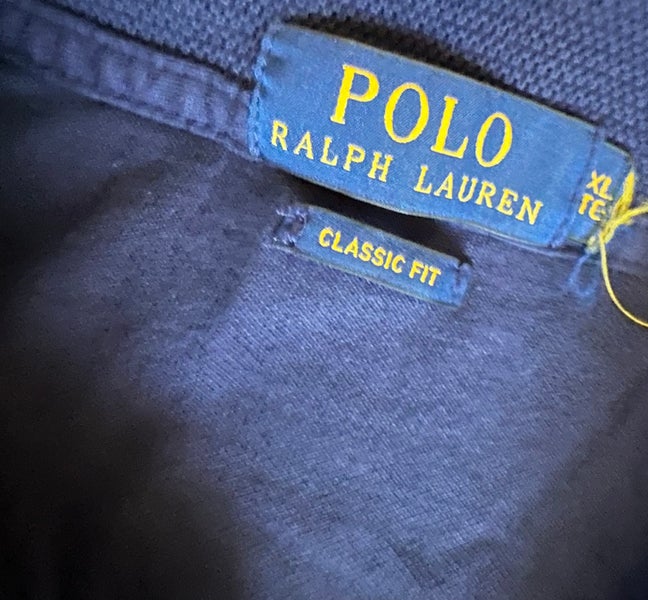 POLO
RALPH LAUREN
XL
CLASSIC FIT